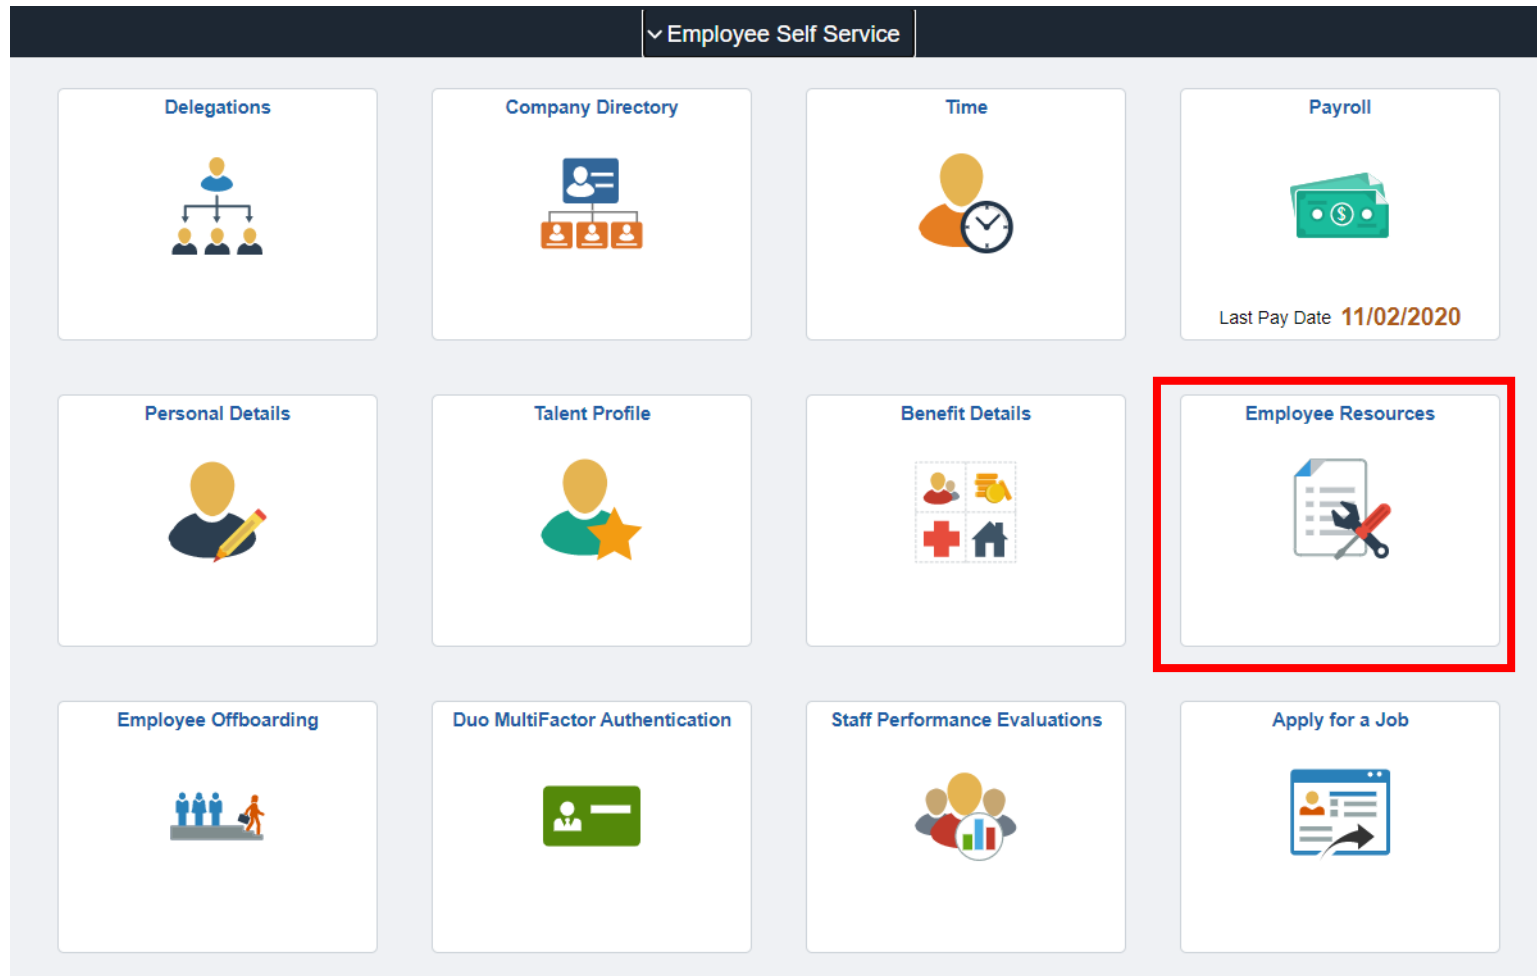 Employee Self Service
Delegations
Company Directory
Time
Payroll
Last Pay Date 11/02/2020
Personal Details
Talent Profile
Benefit Details
Employee Resources
Employee Offboarding
Duo MultiFactor Authentication
Staff Performance Evaluations
Apply for a Job